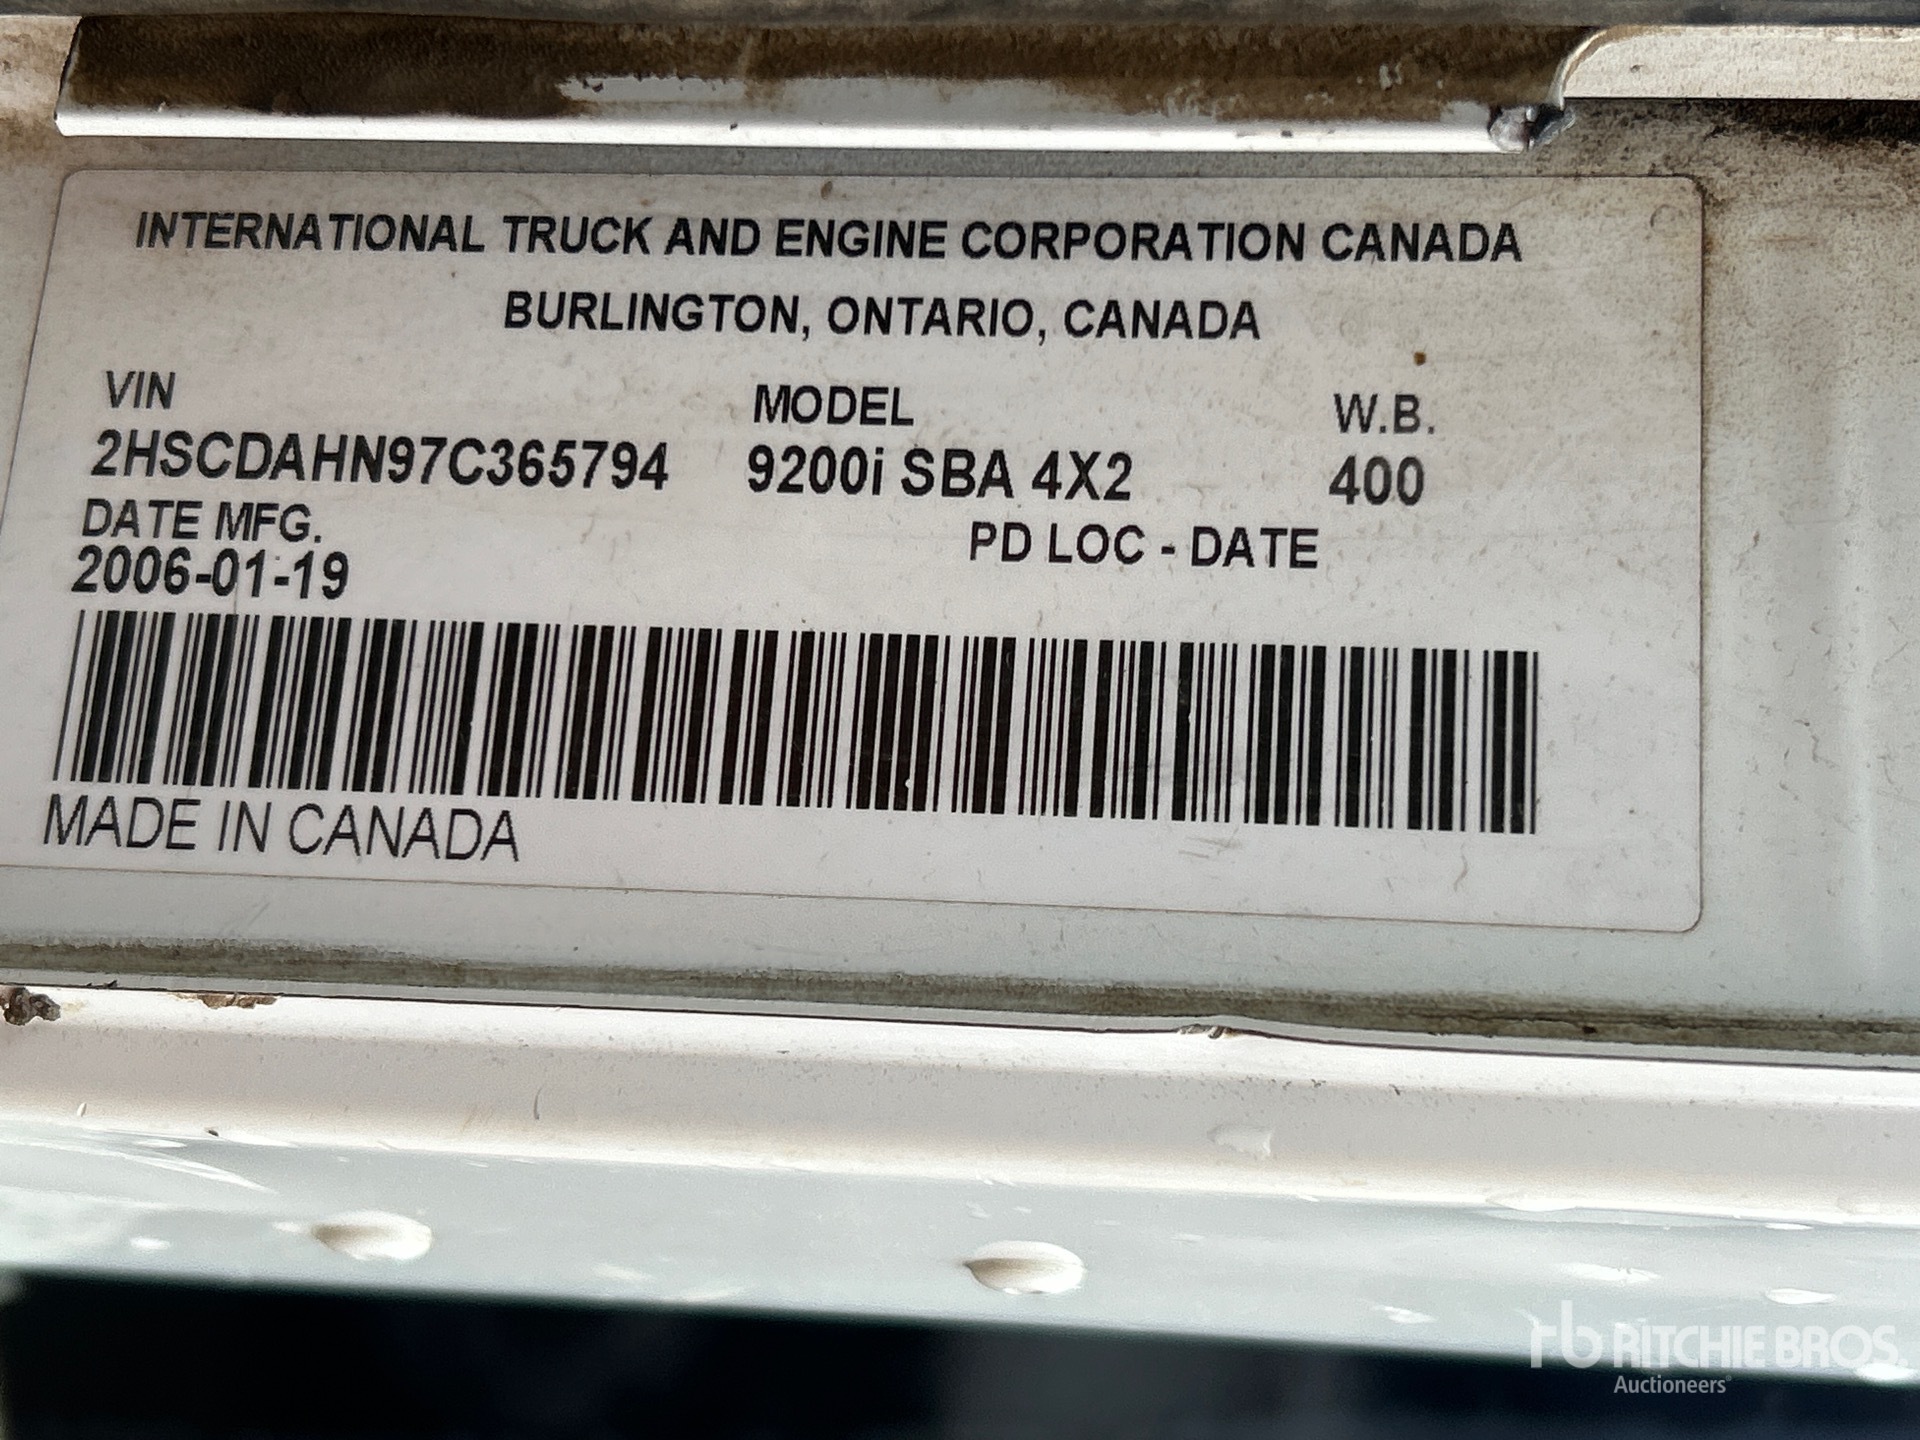 INTERNATIONAL TRUCK AND ENGINE CORPORATION CANADA
BURLINGTON, ONTARIO, CANADA
VIN MODEL W.B.
2HSCDAHN97C365794 9200i SBA 4X2 400
DATE MFG. PD LOC - DATE
2006-01-19
MADE IN CANADA
rb RITCHIE BROS.
Auctioneers